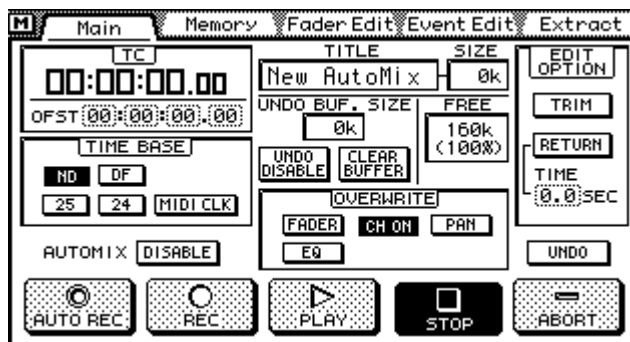 M Main Memory Fader Edit Event Edit Extract
TC
00:00:00.00
OFST 00:00:00.00
TITLE
New AutoMix
SIZE
0k
UNDO BUF. SIZE
0k
FREE
160k
(100%)
UNDO DISABLE
CLEAR BUFFER
EDIT OPTION
TRIM
RETURN
TIME
0.0 SEC
TIME BASE
ND DF
25 24 MIDI CLK
OVERWRITE
FADER CH ON PAN
EQ
AUTOMIX DISABLE
UNDO
AUTO REC REC PLAY STOP ABORT